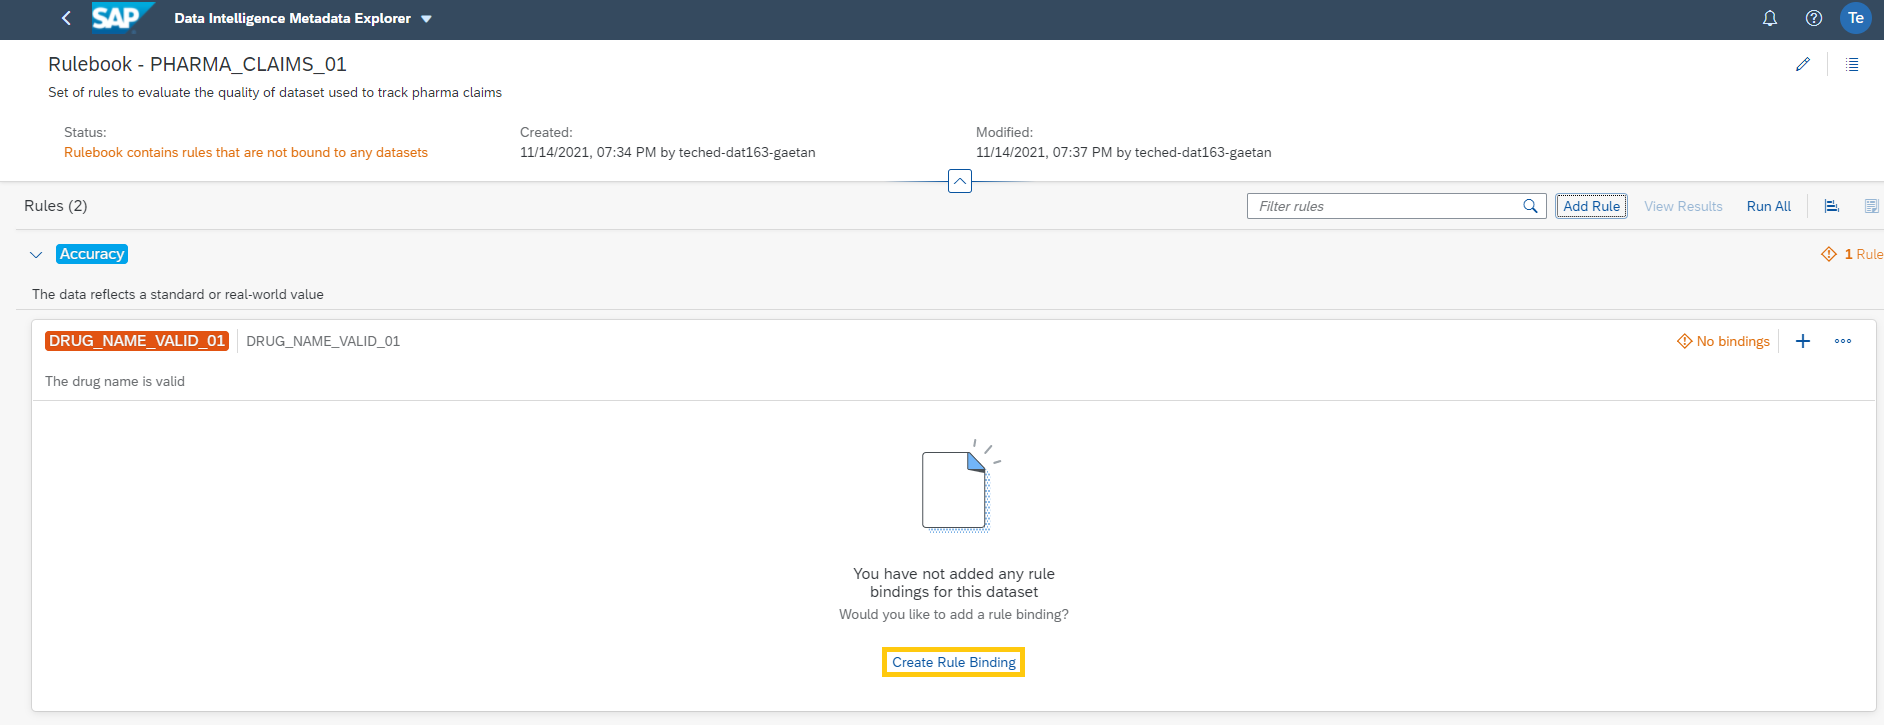 SAP Data Intelligence Metadata Explorer Te
Rulebook - PHARMA_CLAIMS_01
Set of rules to evaluate the quality of dataset used to track pharma claims
Status: Created: Modified:
Rulebook contains rules that are not bound to any datasets 11/14/2021, 07:34 PM by teched-dat163-gaetan 11/14/2021, 07:37 PM by teched-dat163-gaetan
Rules (2) Filter rules Add Rule View Results Run All
Accuracy 1 Rule
The data reflects a standard or real-world value
DRUG_NAME_VALID_01 DRUG_NAME_VALID_01 No bindings
The drug name is valid
You have not added any rule
bindings for this dataset
Would you like to add a rule binding?
Create Rule Binding